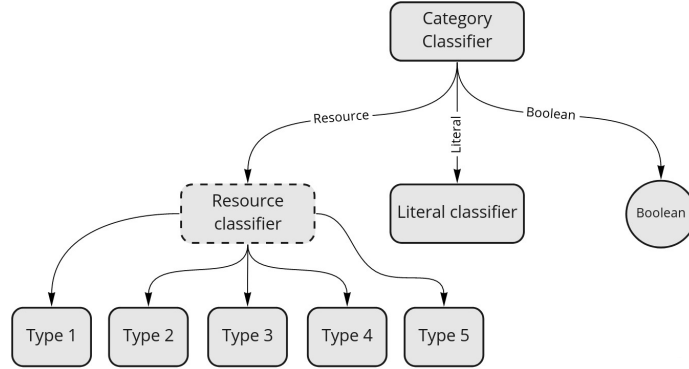 Category
Classifier
Resource
Literal
Boolean
Resource
classifier
Literal classifier
Boolean
Type 1
Type 2
Type 3
Type 4
Type 5